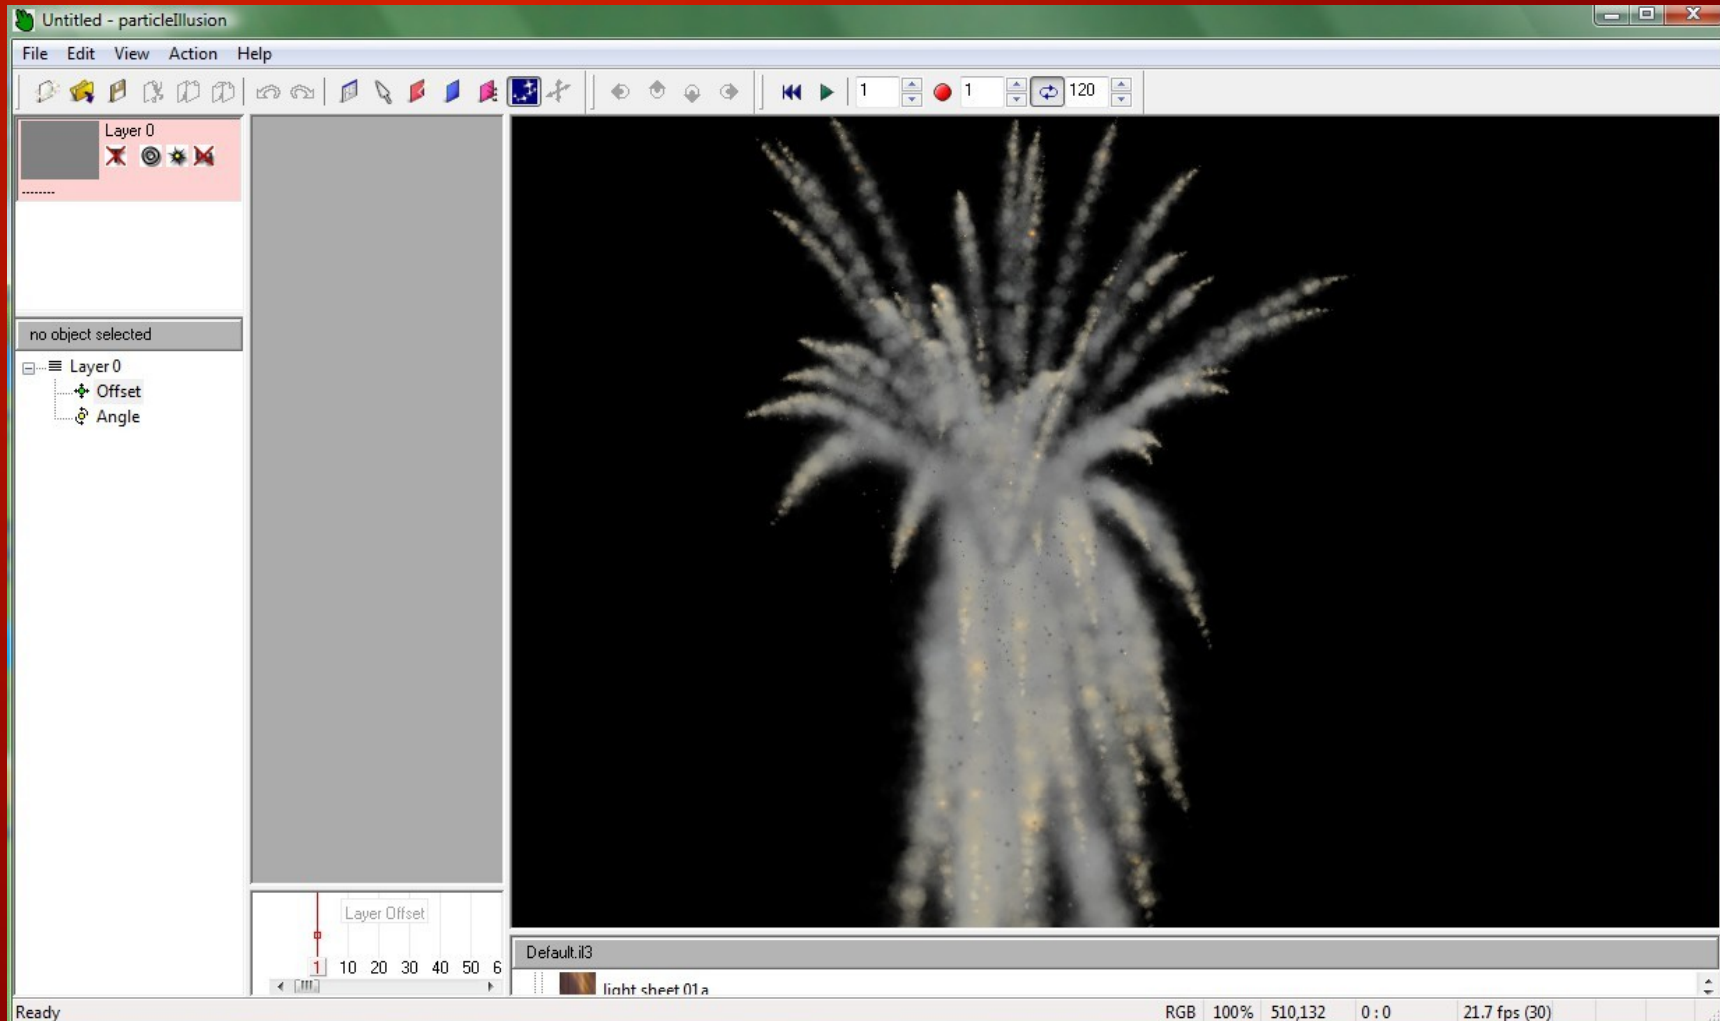 Untitled - particleIllusion
File Edit View Action Help
1 1 120
Layer 0
--------
no object selected
Layer 0
Offset
Angle
Layer Offset
1 10 20 30 40 50 6
Default.il3
light sheet 01a
Ready RGB 100% 510,132 0 : 0 21.7 fps (30)